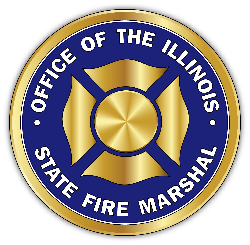 OFFICE OF THE ILLINOIS
STATE FIRE MARSHAL